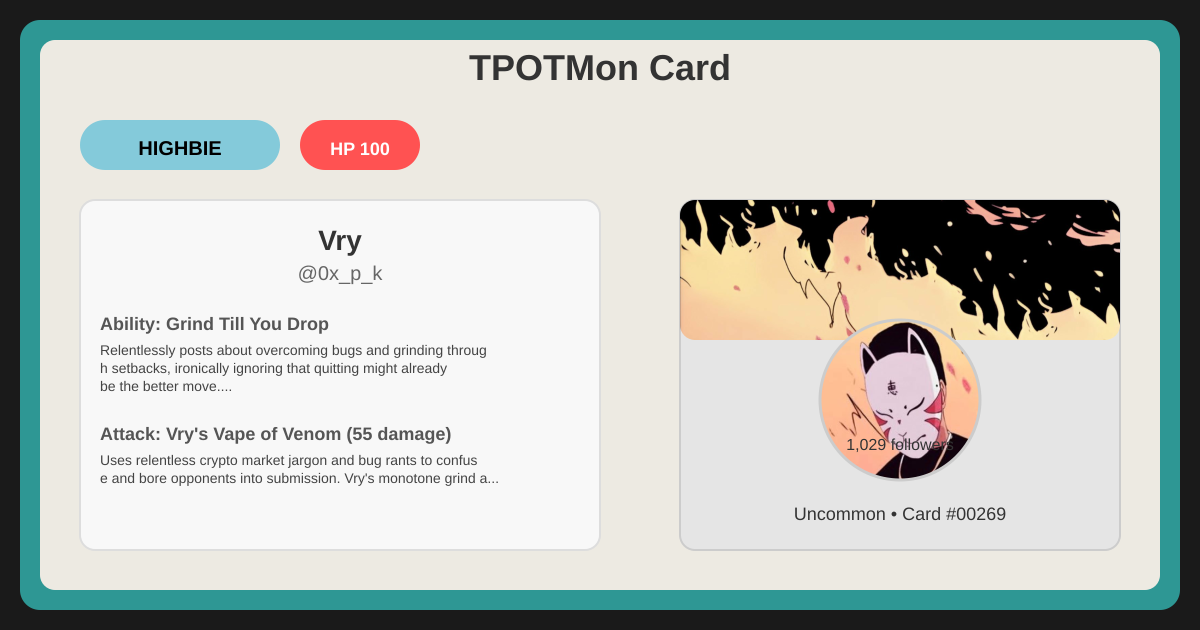 TPOTMon Card
HIGHBIE
HP 100
Vry
@0x_p_k
Ability: Grind Till You Drop
Relentlessly posts about overcoming bugs and grinding throug
h setbacks, ironically ignoring that quitting might already
be the better move....
Attack: Vry's Vape of Venom (55 damage)
Uses relentless crypto market jargon and bug rants to confus
e and bore opponents into submission. Vry's monotone grind a...
恵
1,029 followers
Uncommon • Card #00269